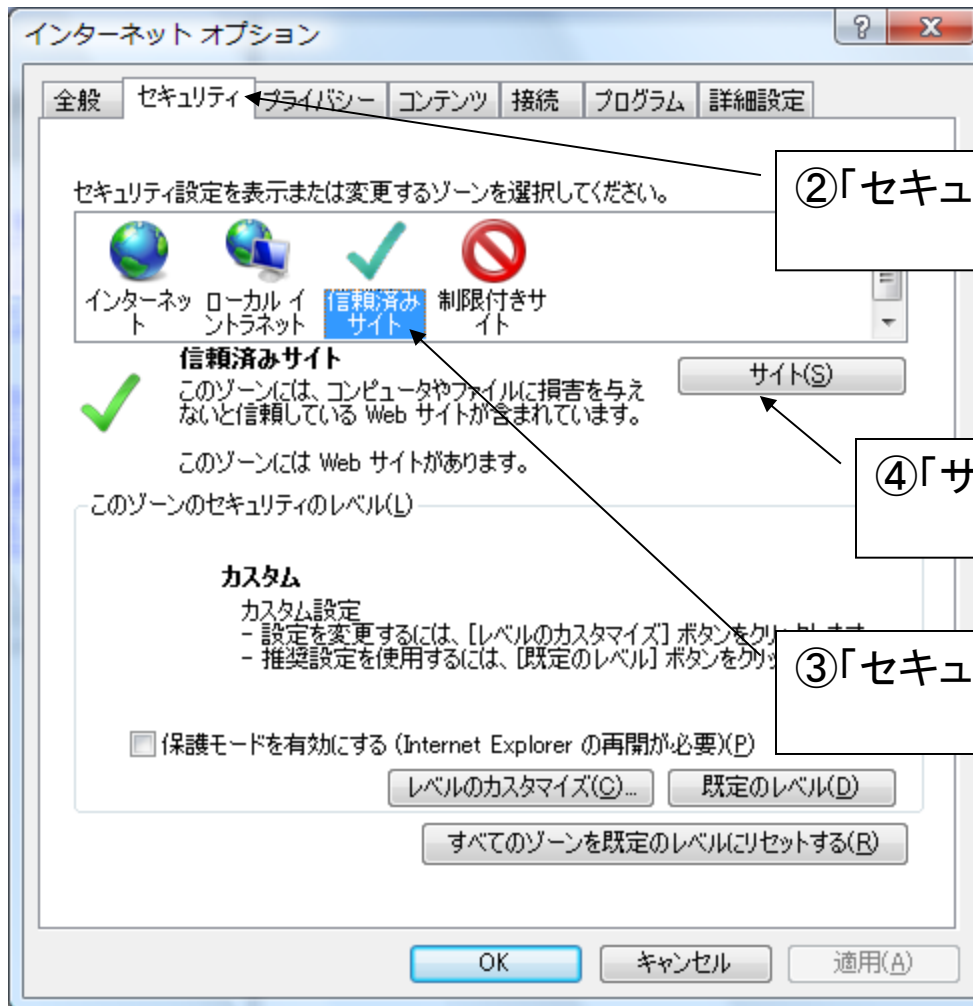 インターネット オプション
全般 セキュリティ プライバシー コンテンツ 接続 プログラム 詳細設定
②「セキュ
セキュリティ設定を表示または変更するゾーンを選択してください。
インターネッ
ト
ローカル イ
ントラネット
信頼済み
サイト
制限付きサ
イト
信頼済みサイト
サイト(S)
このゾーンには、コンピュータやファイルに損害を与え
ないと信頼している Web サイトが含まれています。
このゾーンには Web サイトがあります。
④「サ
このゾーンのセキュリティのレベル(L)
カスタム
カスタム設定
- 設定を変更するには、[レベルのカスタマイズ] ボタンをクリックします
- 推奨設定を使用するには、[既定のレベル] ボタンをクリッ
③「セキュ
保護モードを有効にする (Internet Explorer の再開が必要)(P)
レベルのカスタマイズ(C)... 既定のレベル(D)
すべてのゾーンを既定のレベルにリセットする(R)
OK キャンセル 適用(A)